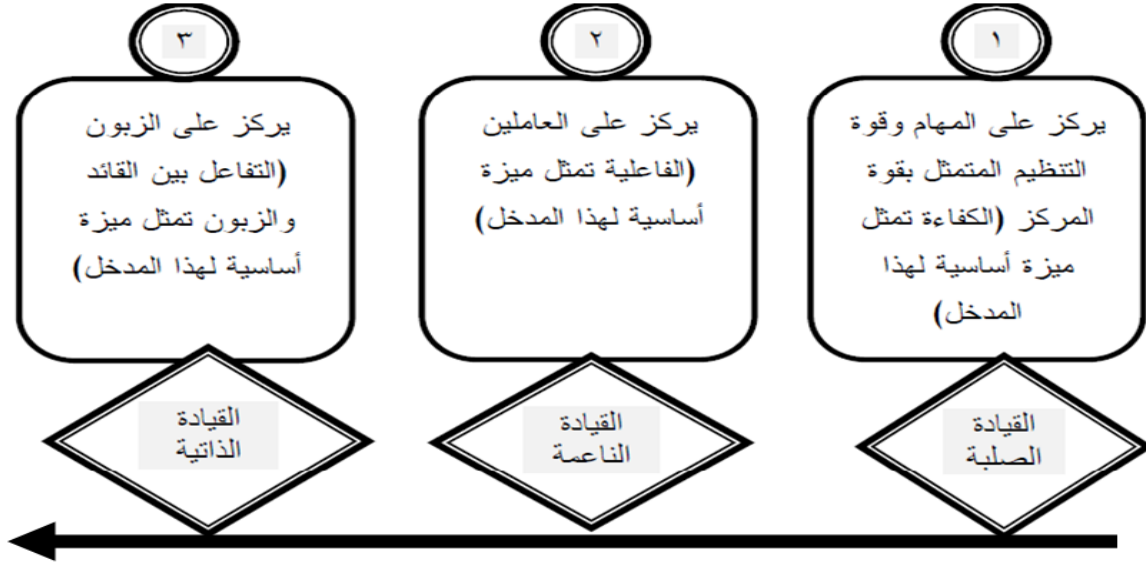 ١
يركز على المهام وقوة
التنظيم المتمثل بقوة
المركز (الكفاءة تمثل
ميزة أساسية لهذا
المدخل)
القيادة
الصلبة
٢
يركز على العاملين
(الفاعلية تمثل ميزة
أساسية لهذا المدخل)
القيادة
الناعمة
٣
يركز على الزبون
(التفاعل بين القائد
والزبون تمثل ميزة
أساسية لهذا المدخل)
القيادة
الذاتية